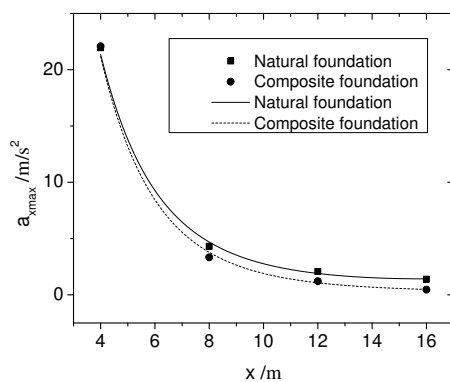 Natural foundation
Composite foundation
Natural foundation
Composite foundation
20
10
0
a_xmax /m/s²
4 6 8 10 12 14 16
x /m